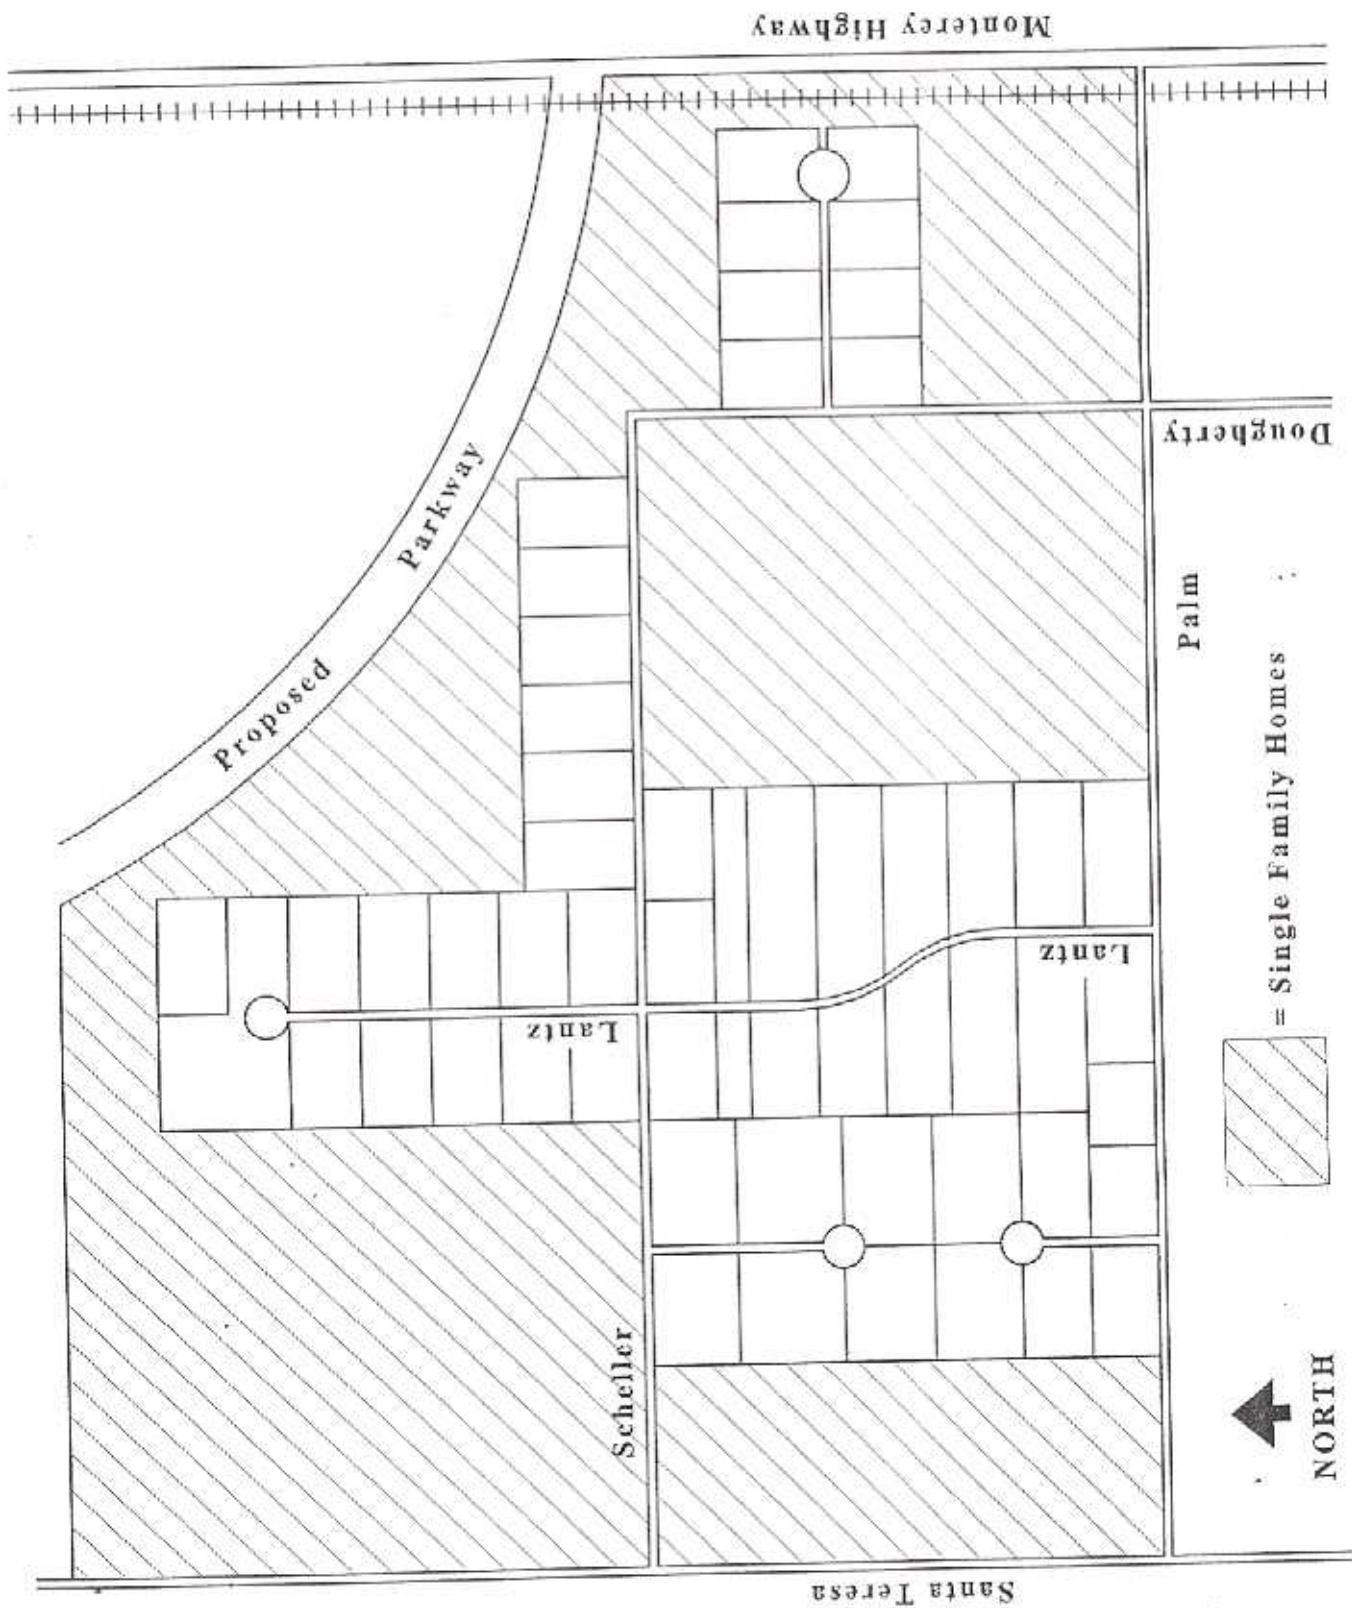 Monterey Highway
Proposed Parkway
Dougherty
Palm
Lantz
Lantz
= Single Family Homes
Scheller
NORTH
Santa Teresa